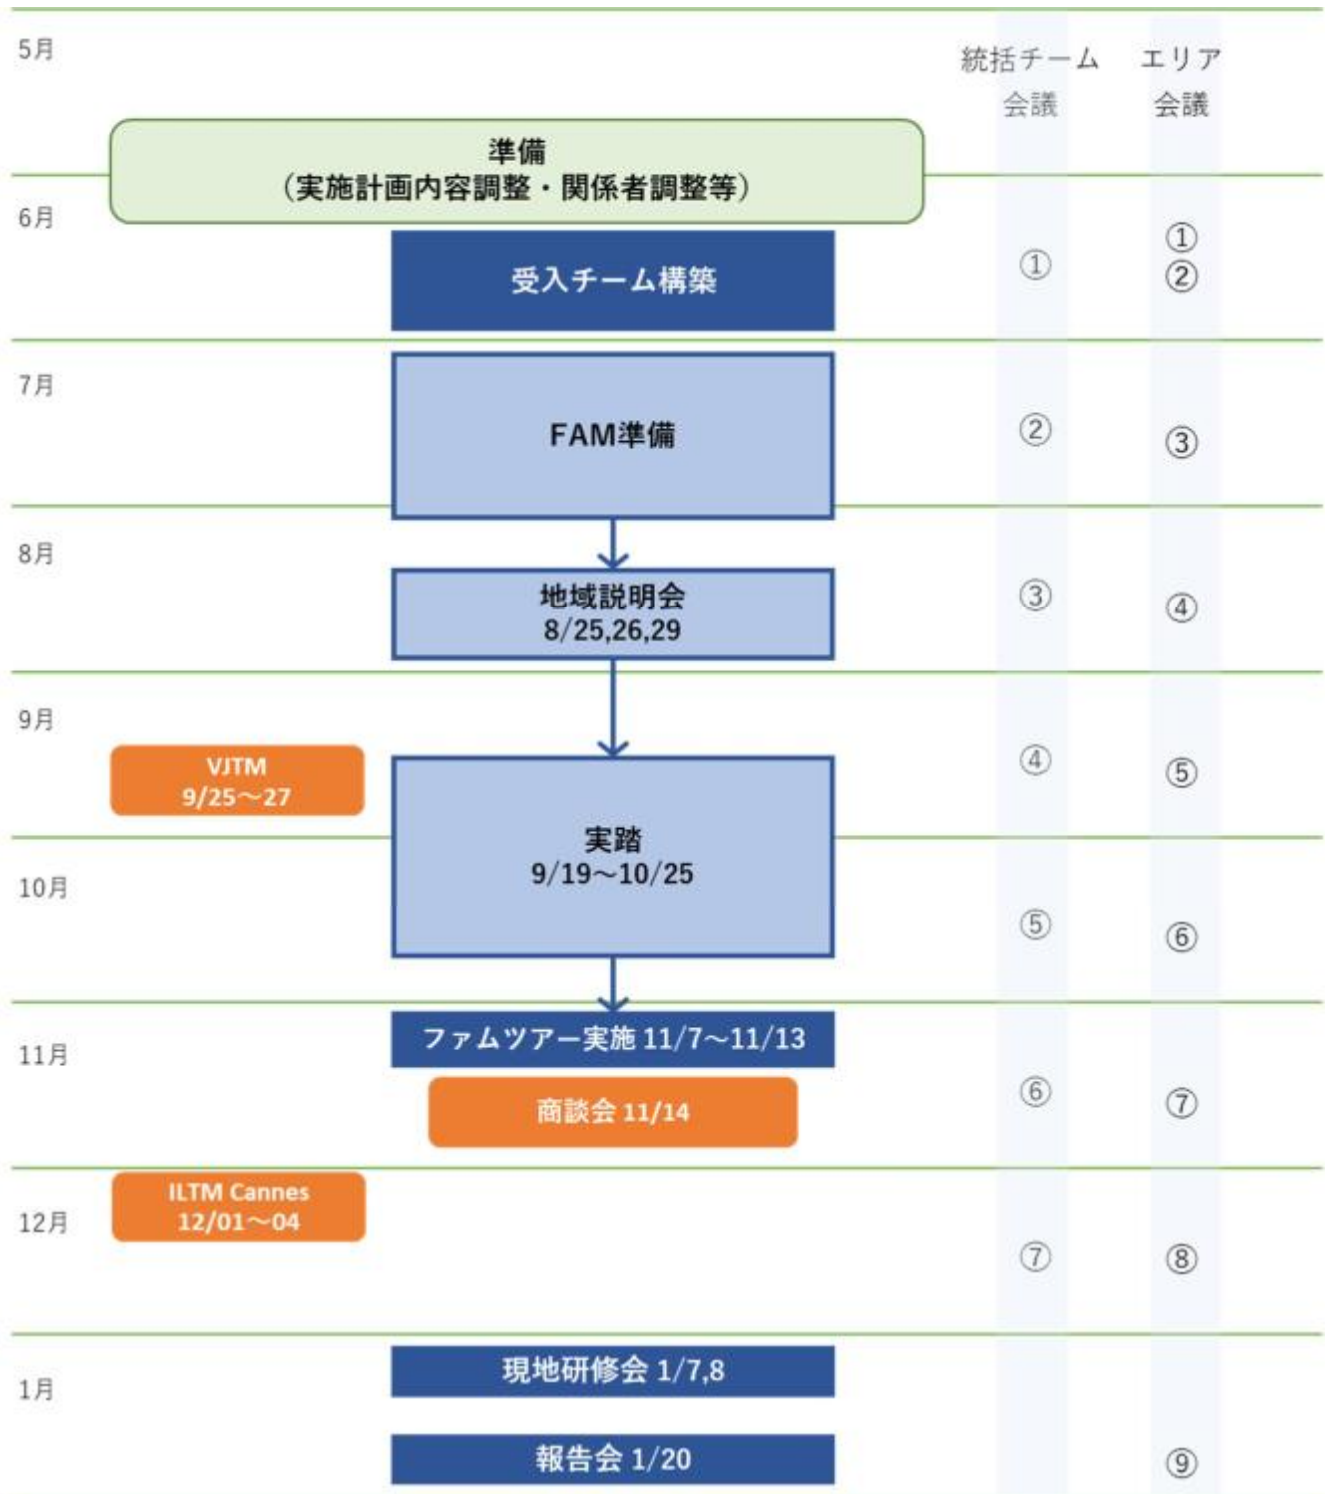 5月
統括チーム
会議
エリア
会議
準備
(実施計画内容調整・関係者調整等)
6月
受入チーム構築
①
①
②
7月
FAM準備
②
③
8月
地域説明会
8/25,26,29
③
④
9月
VJTM
9/25～27
④
⑤
実踏
9/19～10/25
10月
⑤
⑥
ファムツアー実施 11/7～11/13
11月
商談会 11/14
⑥
⑦
ILTM Cannes
12/01～04
12月
⑦
⑧
現地研修会 1/7,8
1月
報告会 1/20
⑨